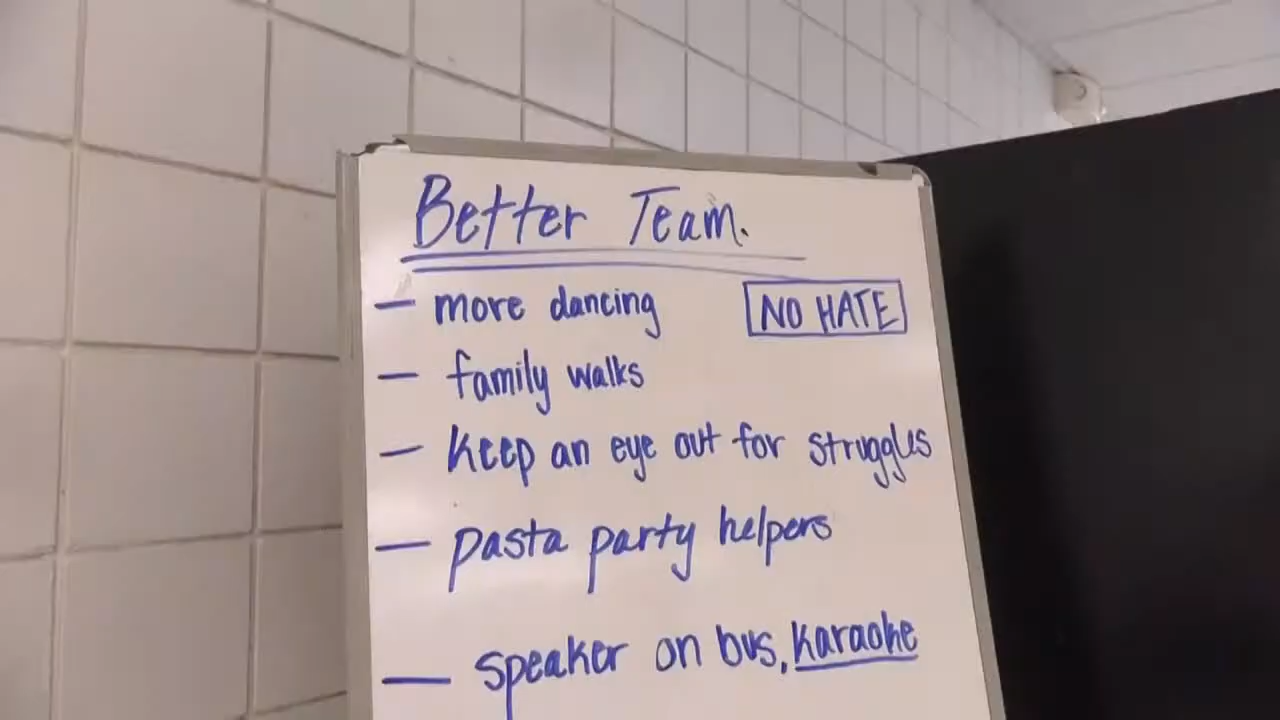 Better Team.
— more dancing
NO HATE
— family walks
— keep an eye out for struggles
— pasta party helpers
— speaker on bus, karaoke